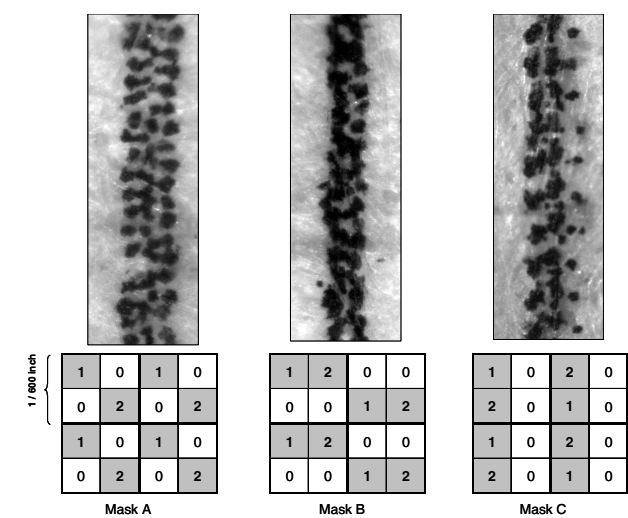 1 0 1 0
0 2 0 2
1 0 1 0
0 2 0 2
1 / 600 inch
Mask A
1 2 0 0
0 0 1 2
1 2 0 0
0 0 1 2
Mask B
1 0 2 0
2 0 1 0
1 0 2 0
2 0 1 0
Mask C